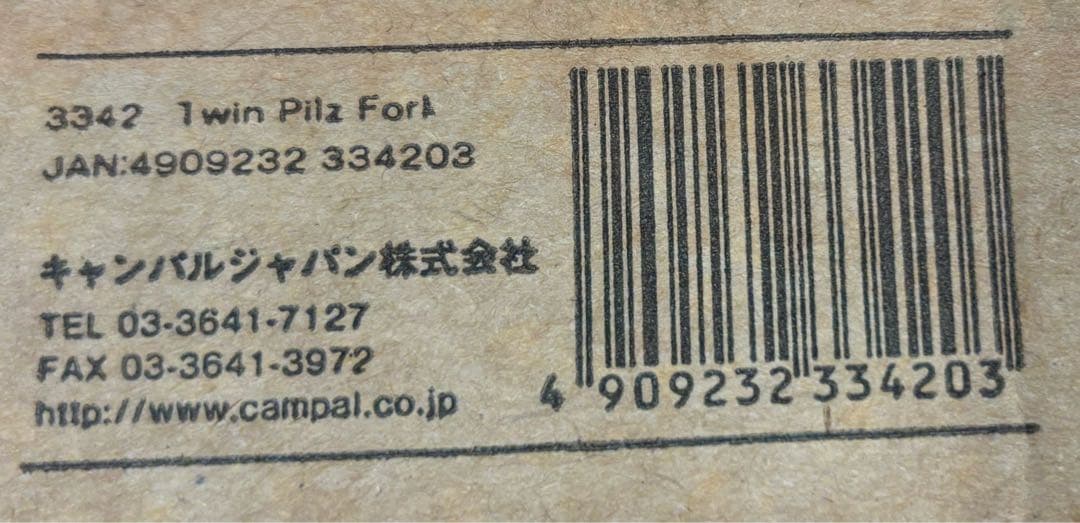 3342 Twin Pilz Fork
JAN:4909232 334203
キャンパルジャパン株式会社
TEL 03-3641-7127
FAX 03-3641-3972
http://www.campal.co.jp
4 909232 334203